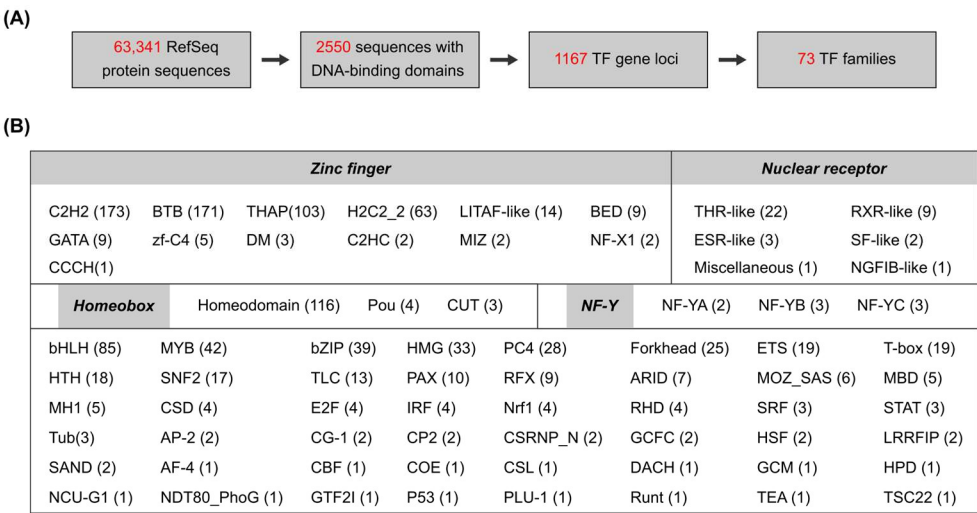 (A)
63,341 RefSeq protein sequences
2550 sequences with DNA-binding domains
1167 TF gene loci
73 TF families
(B)
Zinc finger Nuclear receptor
C2H2 (173) BTB (171) THAP(103) H2C2_2 (63) LITAF-like (14) BED (9) THR-like (22) RXR-like (9)
GATA (9) zf-C4 (5) DM (3) C2HC (2) MIZ (2) NF-X1 (2) ESR-like (3) SF-like (2)
CCCH(1) Miscellaneous (1) NGFIB-like (1)
Homeobox Homeodomain (116) Pou (4) CUT (3) NF-Y NF-YA (2) NF-YB (3) NF-YC (3)
bHLH (85) MYB (42) bZIP (39) HMG (33) PC4 (28) Forkhead (25) ETS (19) T-box (19)
HTH (18) SNF2 (17) TLC (13) PAX (10) RFX (9) ARID (7) MOZ_SAS (6) MBD (5)
MH1 (5) CSD (4) E2F (4) IRF (4) Nrf1 (4) RHD (4) SRF (3) STAT (3)
Tub(3) AP-2 (2) CG-1 (2) CP2 (2) CSRNP_N (2) GCFC (2) HSF (2) LRRFIP (2)
SAND (2) AF-4 (1) CBF (1) COE (1) CSL (1) DACH (1) GCM (1) HPD (1)
NCU-G1 (1) NDT80_PhoG (1) GTF2I (1) P53 (1) PLU-1 (1) Runt (1) TEA (1) TSC22 (1)